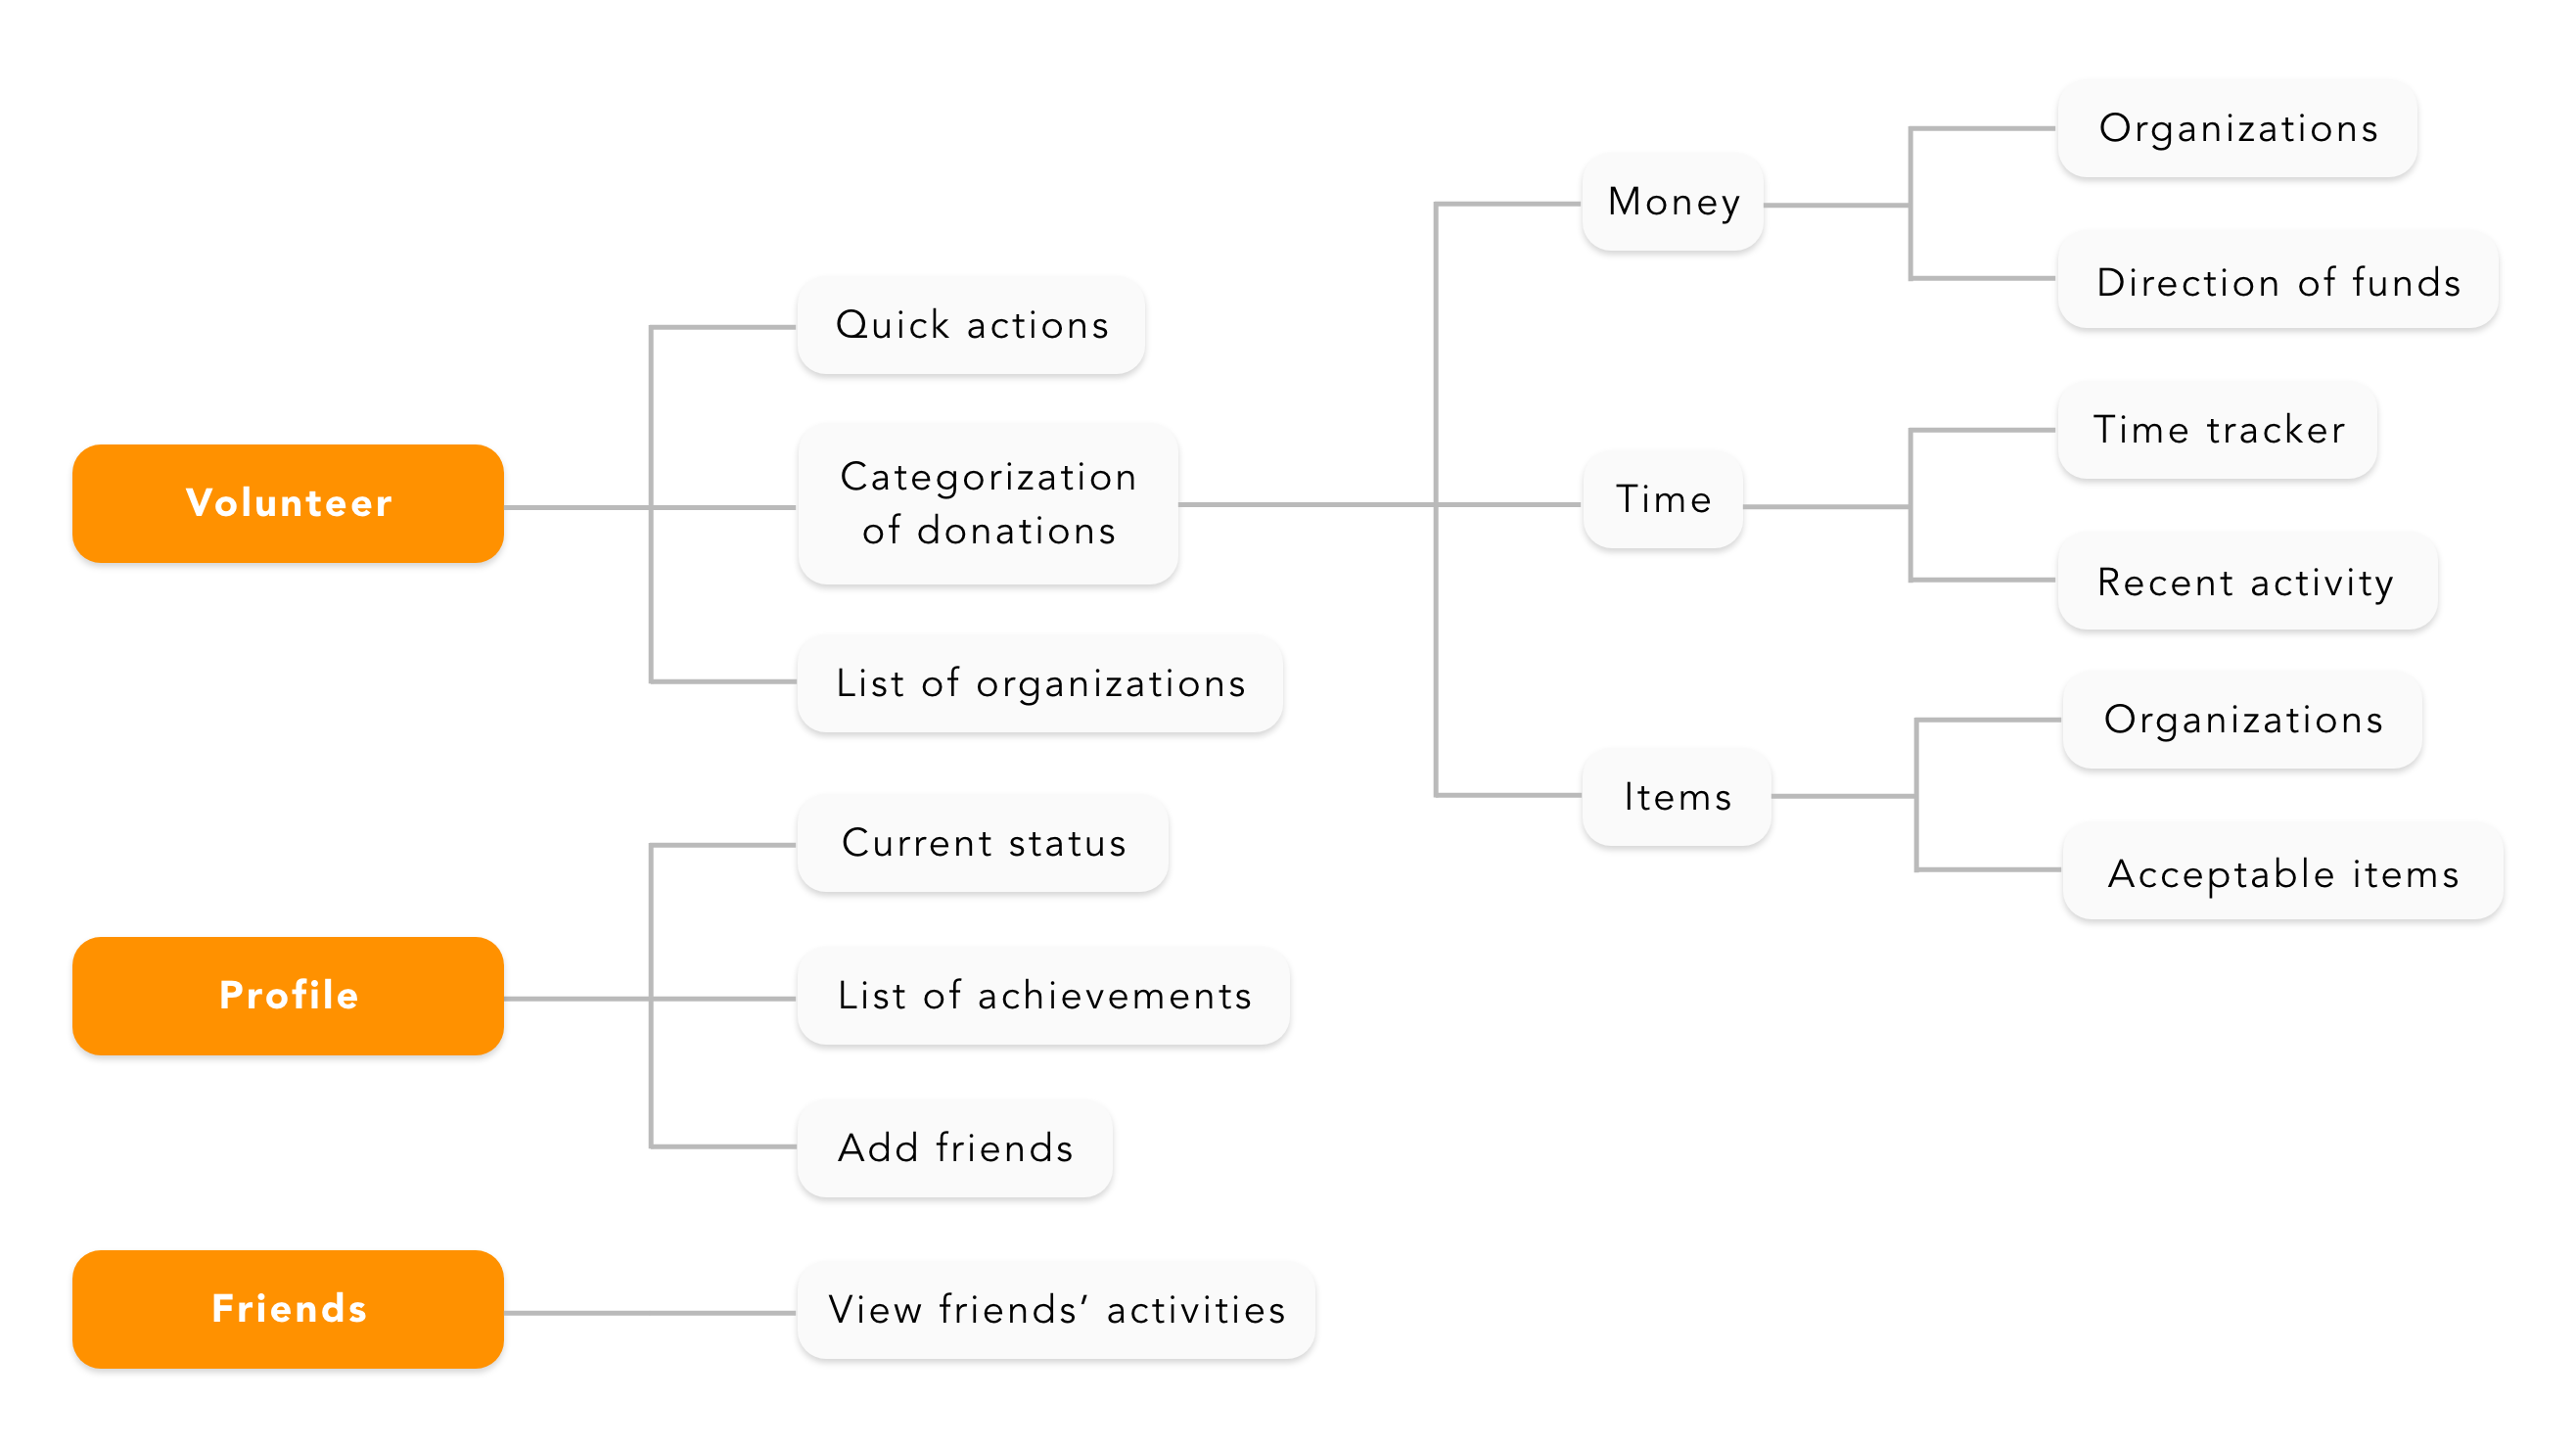 Volunteer
Quick actions
Categorization
of donations
List of organizations
Money
Organizations
Direction of funds
Time
Time tracker
Recent activity
Items
Organizations
Acceptable items
Profile
Current status
List of achievements
Add friends
Friends
View friends’ activities